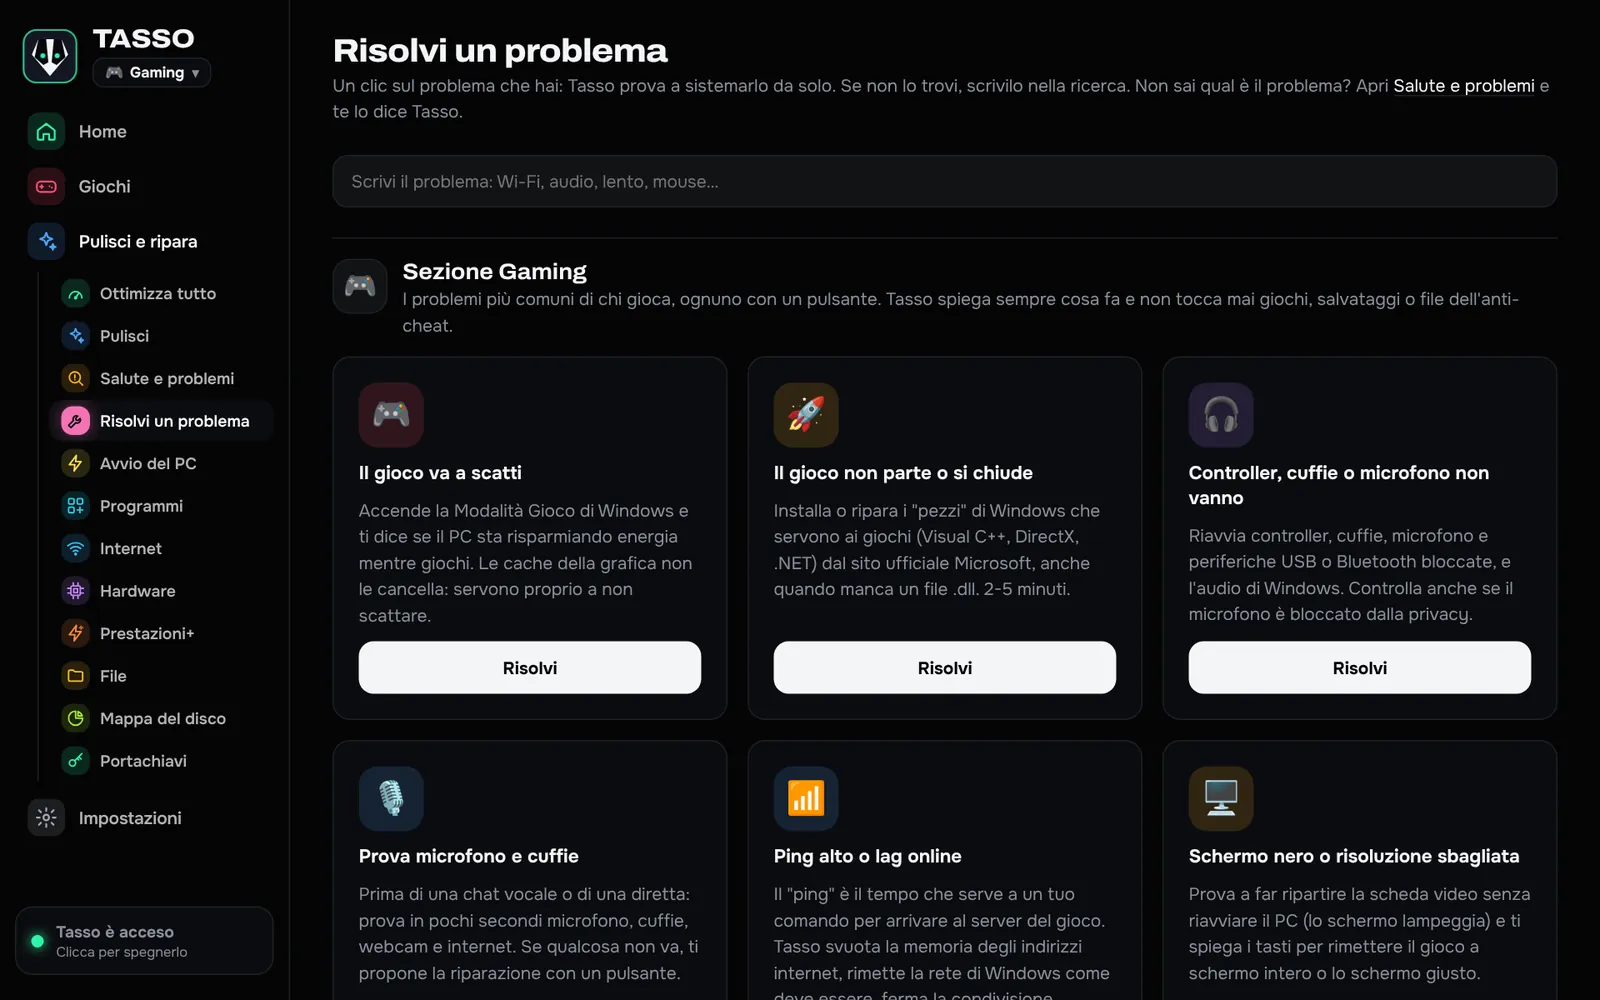 TASSO
Gaming
Home
Giochi
Pulisci e ripara
Ottimizza tutto
Pulisci
Salute e problemi
Risolvi un problema
Avvio del PC
Programmi
Internet
Hardware
Prestazioni+
File
Mappa del disco
Portachiavi
Impostazioni
Tasso è acceso
Clicca per spegnerlo
Risolvi un problema
Un clic sul problema che hai: Tasso prova a sistemarlo da solo. Se non lo trovi, scrivilo nella ricerca. Non sai qual è il problema? Apri Salute e problemi e
te lo dice Tasso.
Scrivi il problema: Wi-Fi, audio, lento, mouse...
Sezione Gaming
I problemi più comuni di chi gioca, ognuno con un pulsante. Tasso spiega sempre cosa fa e non tocca mai giochi, salvataggi o file dell'anti-
cheat.
Il gioco va a scatti
Accende la Modalità Gioco di Windows e
ti dice se il PC sta risparmiando energia
mentre giochi. Le cache della grafica non
le cancella: servono proprio a non
scattare.
Risolvi
Il gioco non parte o si chiude
Installa o ripara i "pezzi" di Windows che
servono ai giochi (Visual C++, DirectX,
.NET) dal sito ufficiale Microsoft, anche
quando manca un file .dll. 2-5 minuti.
Risolvi
Controller, cuffie o microfono non
vanno
Riavvia controller, cuffie, microfono e
periferiche USB o Bluetooth bloccate, e
l'audio di Windows. Controlla anche se il
microfono è bloccato dalla privacy.
Risolvi
Prova microfono e cuffie
Prima di una chat vocale o di una diretta:
prova in pochi secondi microfono, cuffie,
webcam e internet. Se qualcosa non va, ti
propone la riparazione con un pulsante.
Ping alto o lag online
Il "ping" è il tempo che serve a un tuo
comando per arrivare al server del gioco.
Tasso svuota la memoria degli indirizzi
internet, rimette la rete di Windows come
deve essere, ferma la condivisione
Schermo nero o risoluzione sbagliata
Prova a far ripartire la scheda video senza
riavviare il PC (lo schermo lampeggia) e ti
spiega i tasti per rimettere il gioco a
schermo intero o lo schermo giusto.